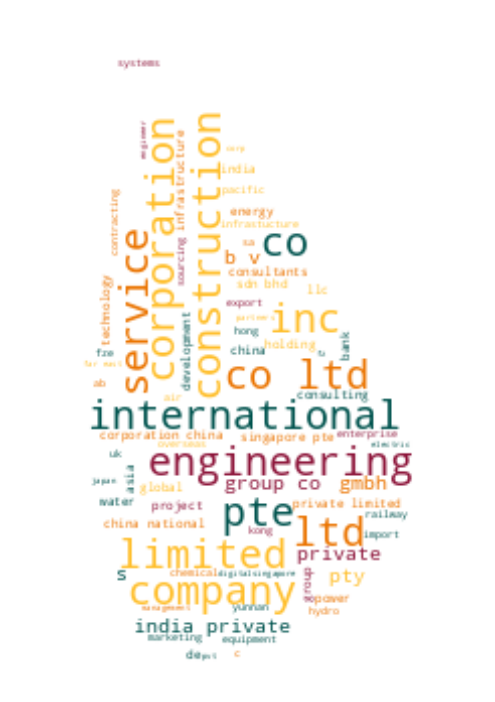 systems
engineer
corporation
construction
infrastructure
corp
india
pacific
contracting
energy
infrastucture
service
sourcing
co
sa
b v
consultants
technology
sdn bhd
llc
export
inc
development
partners
hong
bank
holding
fze
china
c
far east
co ltd
ab
consulting
air
international
corporation china
singapore pte
enterprise
overseas
electric
uk
engineering
asia
japan
global
group co
gmbh
water
project
pte
private limited
railway
china national
kong
ltd
import
limited
private
s
chemical
digital
singapore
group
pty
company
power
management
yunnan
hydro
india private
marketing
equipment
de
pvt
c